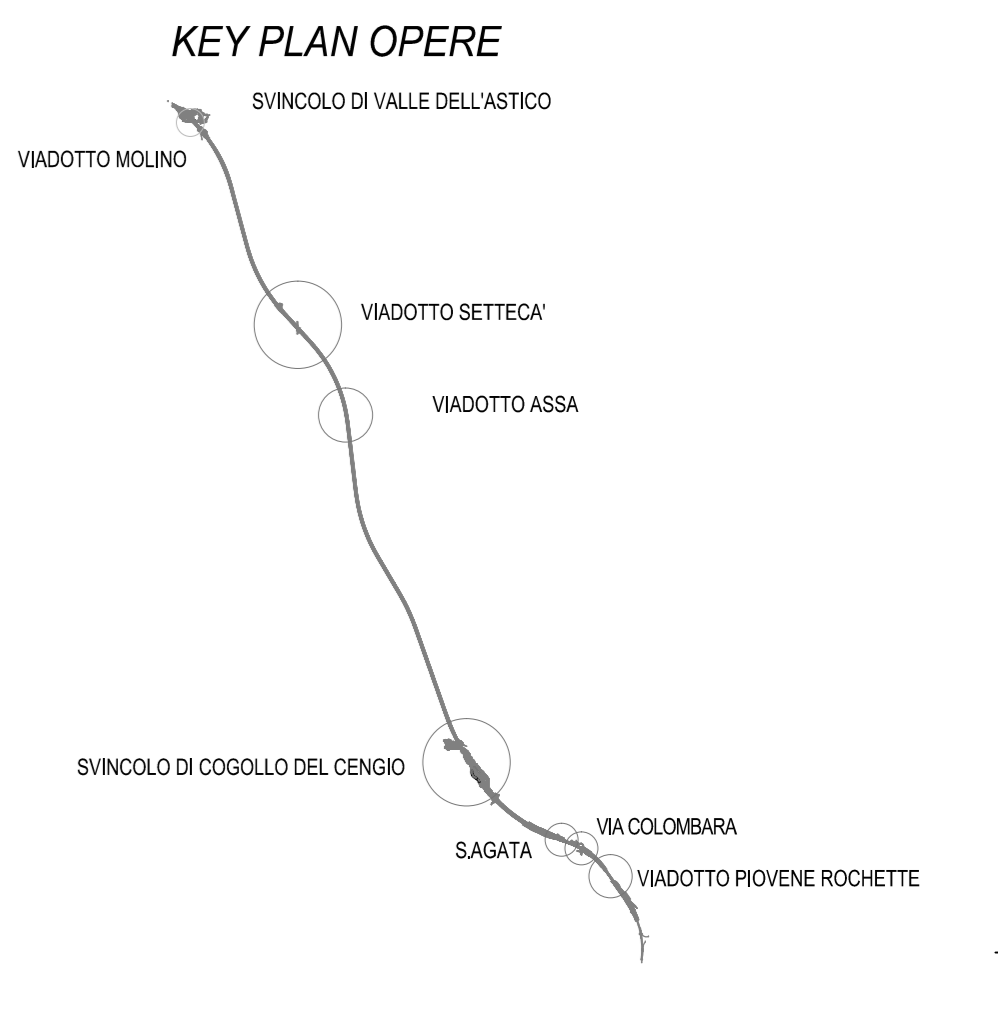 KEY PLAN OPERE
SVINCOLO DI VALLE DELL'ASTICO
VIADOTTO MOLINO
VIADOTTO SETTECA'
VIADOTTO ASSA
SVINCOLO DI COGOLLO DEL CENGIO
VIA COLOMBARA
S.AGATA
VIADOTTO PIOVENE ROCHETTE